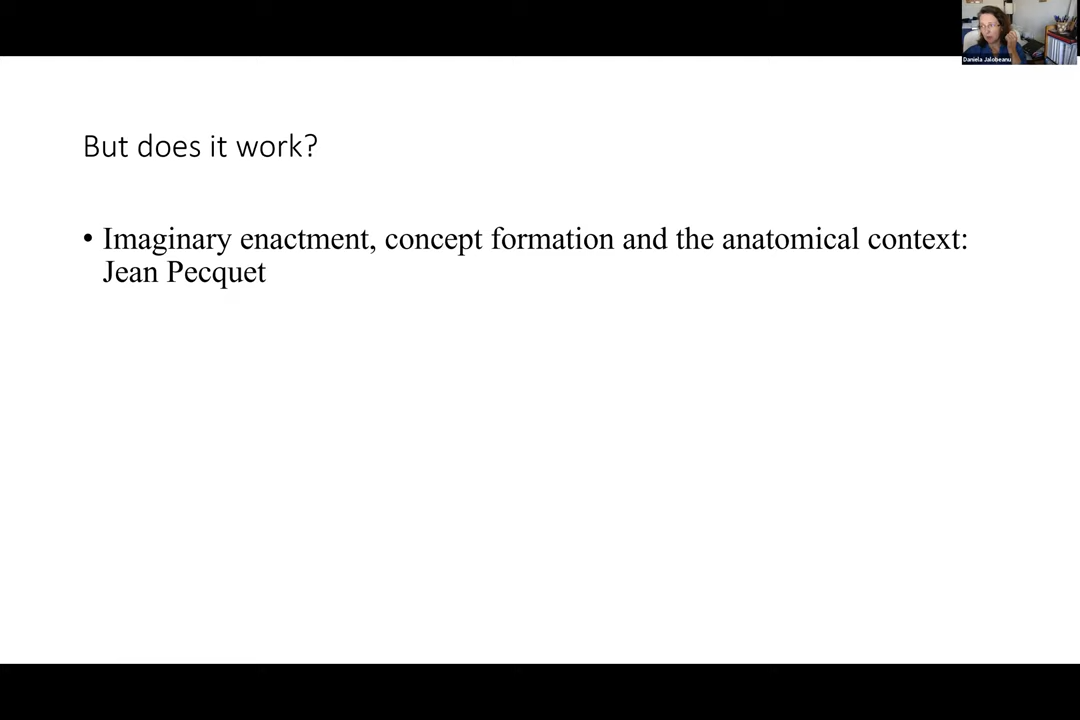 Daniela Jalobeanu
But does it work?
• Imaginary enactment, concept formation and the anatomical context:
Jean Pecquet